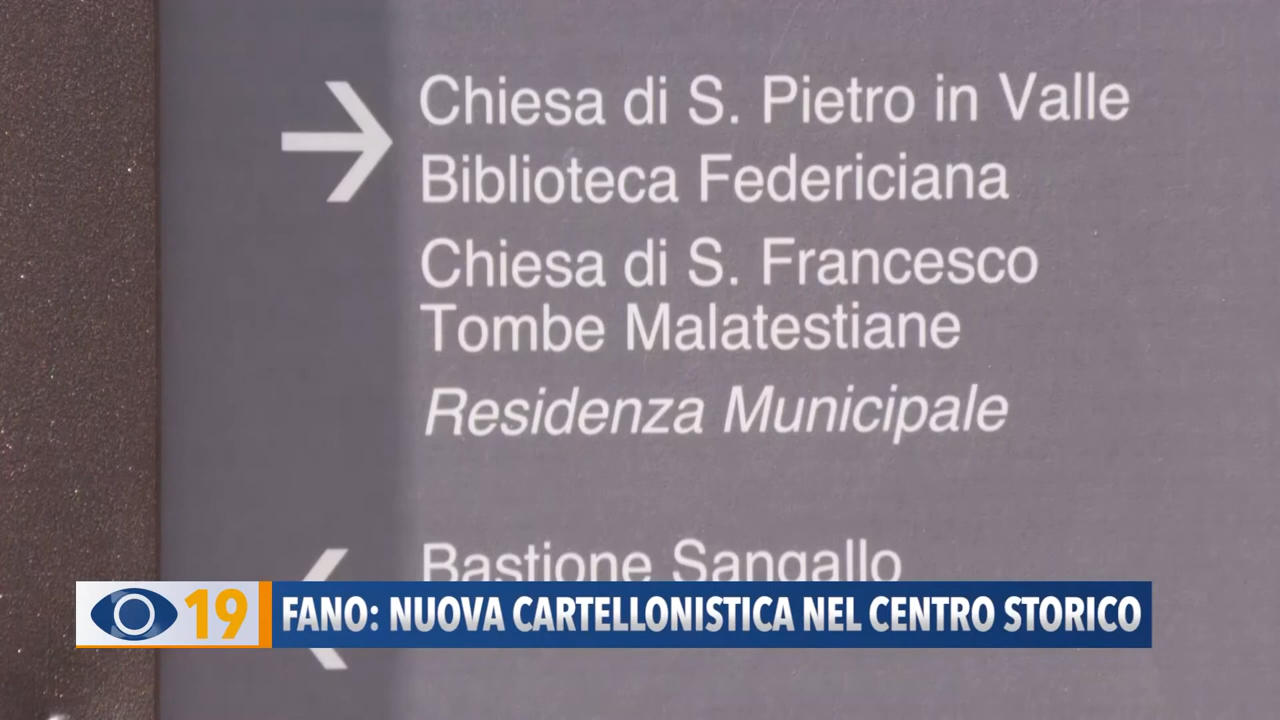 Chiesa di S. Pietro in Valle
Biblioteca Federiciana
Chiesa di S. Francesco
Tombe Malatestiane
Residenza Municipale
Bastione Sangallo
19 FANO: NUOVA CARTELLONISTICA NEL CENTRO STORICO